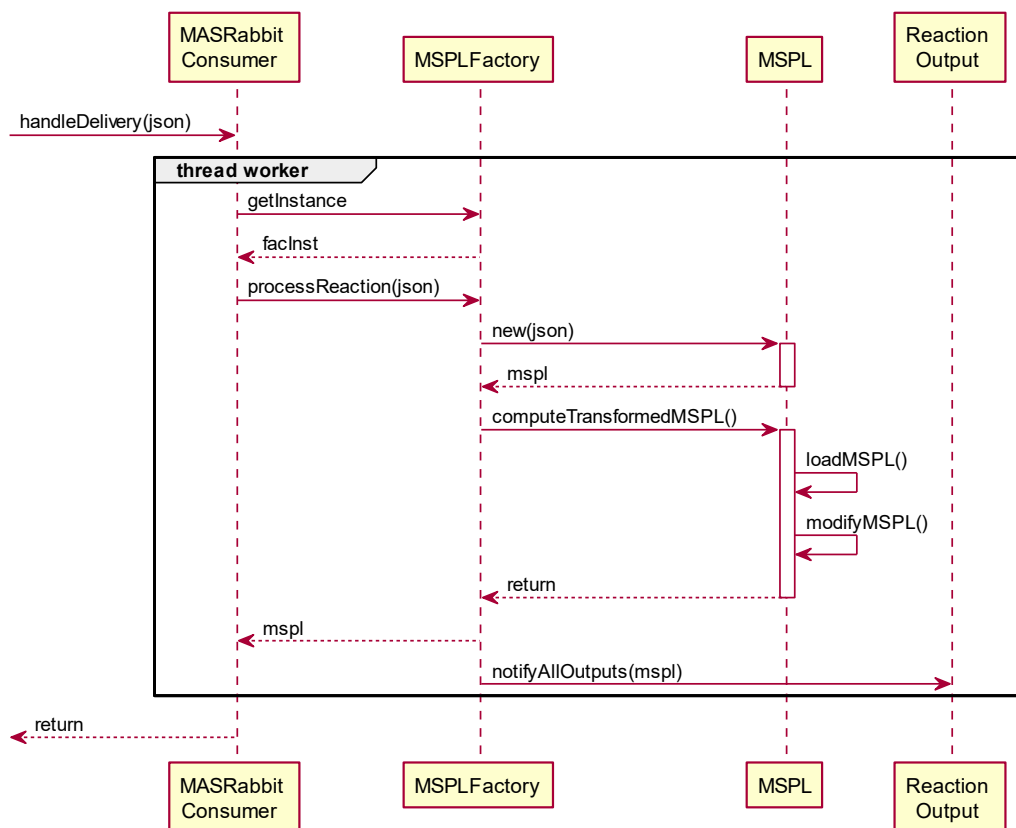 MASRabbit
Consumer
MSPLFactory
MSPL
Reaction
Output
handleDelivery(json)
thread worker
getInstance
facInst
processReaction(json)
new(json)
mspl
computeTransformedMSPL()
loadMSPL()
modifyMSPL()
return
mspl
notifyAllOutputs(mspl)
return
MASRabbit
Consumer
MSPLFactory
MSPL
Reaction
Output